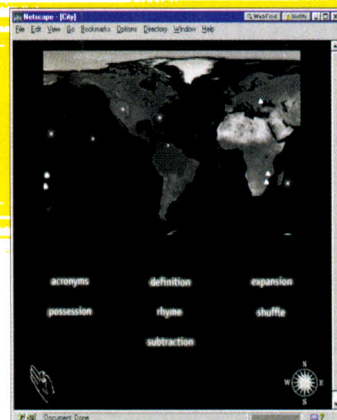 Netscape - [City]
File Edit View Go Bookmarks Options Directory Window Help
acronyms definition expansion
possession rhyme shuffle
subtraction
N
W E
S
Document: Done